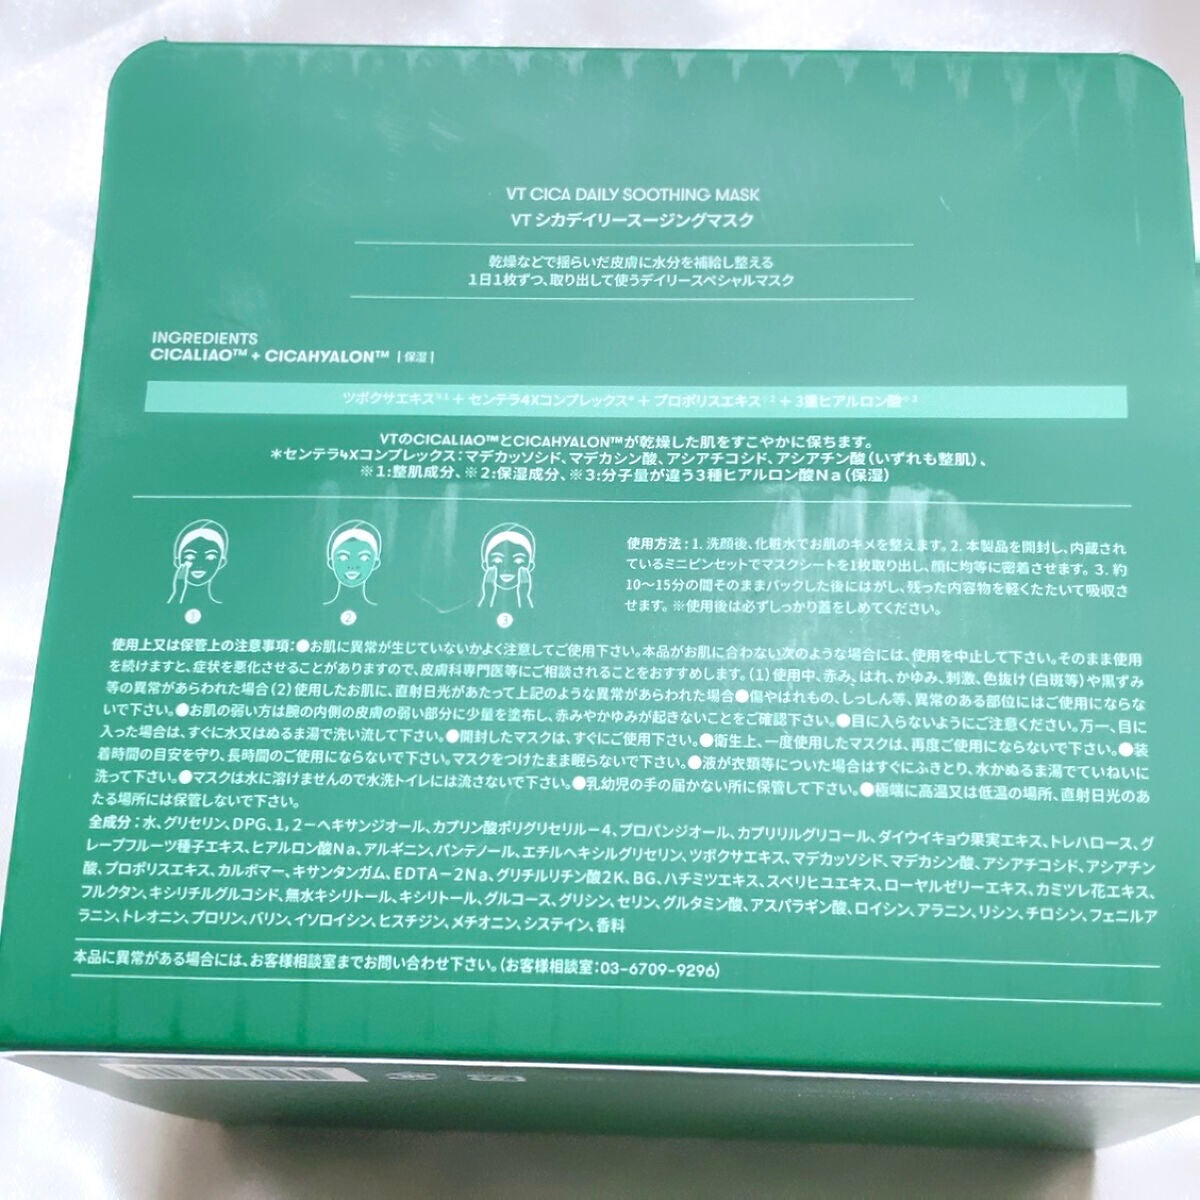 VT CICA DAILY SOOTHING MASK
VT シカデイリースージングマスク
乾燥などで揺らいだ皮膚に水分を補給し整える
1日1枚ずつ、取り出して使うデイリースペシャルマスク
INGREDIENTS
CICALIAO™ + CICAHYALON™ |保湿|
ツボクサエキス※1 + センテラ4Xコンプレックス* + プロポリスエキス※2 + 3重ヒアルロン酸※3
VTのCICALIAO™とCICAHYALON™が乾燥した肌をすこやかに保ちます。
*センテラ4Xコンプレックス:マデカッソシド、マデカシン酸、アシアチコシド、アシアチン酸(いずれも整肌)、
※1:整肌成分、※2:保湿成分、※3:分子量が違う3種ヒアルロン酸Na(保湿)
使用方法:1. 洗顔後、化粧水でお肌のキメを整えます。2. 本製品を開封し、内蔵され
ているミニピンセットでマスクシートを1枚取り出し、顔に均等に密着させます。3. 約
10〜15分の間そのままパックした後にはがし、残った内容物を軽くたたいて吸収さ
せます。※使用後は必ずしっかり蓋をしめてください。
1
2
3
使用上又は保管上の注意事項:●お肌に異常が生じていないかよく注意してご使用下さい。本品がお肌に合わない次のような場合には、使用を中止して下さい。そのまま使用
を続けますと、症状を悪化させることがありますので、皮膚科専門医等にご相談されることをおすすめします。(1)使用中、赤み、はれ、かゆみ、刺激、色抜け(白斑等)や黒ずみ
等の異常があらわれた場合(2)使用したお肌に、直射日光があたって上記のような異常があらわれた場合●傷やはれもの、しっしん等、異常のある部位にはご使用にならな
いで下さい。●お肌の弱い方は腕の内側の皮膚の弱い部分に少量を塗布し、赤みやかゆみが起きないことをご確認下さい。●目に入らないようにご注意ください。万一、目に
入った場合は、すぐに水又はぬるま湯で洗い流して下さい。●開封したマスクは、すぐにご使用下さい。●衛生上、一度使用したマスクは、再度ご使用にならないで下さい。●装
着時間の目安を守り、長時間のご使用にならないで下さい。マスクをつけたまま眠らないで下さい。●液が衣類等についた場合はすぐにふきとり、水かぬるま湯でていねいに
洗って下さい。●マスクは水に溶けませんので水洗トイレには流さないで下さい。●乳幼児の手の届かない所に保管して下さい。●極端に高温又は低温の場所、直射日光のあ
たる場所には保管しないで下さい。
全成分:水、グリセリン、DPG、1,2-ヘキサンジオール、カプリン酸ポリグリセリル-4、プロパンジオール、カプリリルグリコール、ダイウイキョウ果実エキス、トレハロース、グ
レープフルーツ種子エキス、ヒアルロン酸Na、アルギニン、パンテノール、エチルヘキシルグリセリン、ツボクサエキス、マデカッソシド、マデカシン酸、アシアチコシド、アシアチン
酸、プロポリスエキス、カルボマー、キサンタンガム、EDTA-2Na、グリチルリチン酸2K、BG、ハチミツエキス、スベリヒユエキス、ローヤルゼリーエキス、カミツレ花エキス、
フルクタン、キシリチルグルコシド、無水キシリトール、キシリトール、グルコース、グリシン、セリン、グルタミン酸、アスパラギン酸、ロイシン、アラニン、リシン、チロシン、フェニルア
ラニン、トレオニン、プロリン、バリン、イソロイシン、ヒスチジン、メチオニン、システイン、香料
本品に異常がある場合には、お客様相談室までお問い合わせ下さい。(お客様相談室:03-6709-9296)